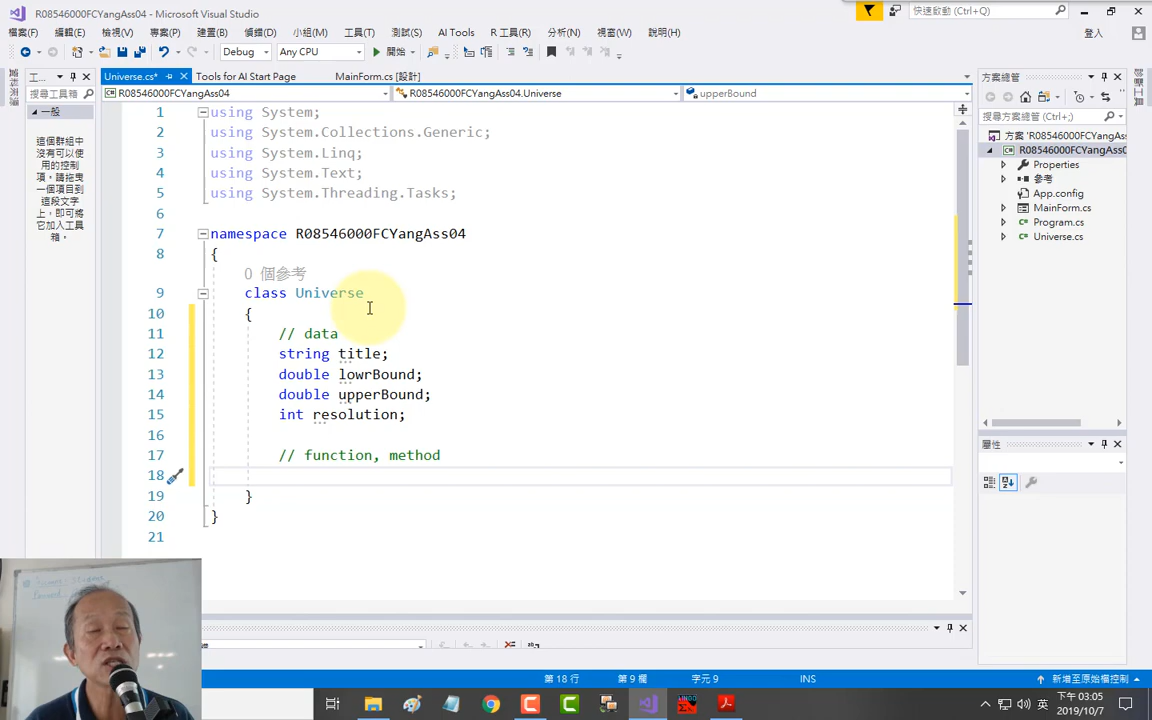 R08546000FCYangAss04 - Microsoft Visual Studio
快速啟動 (Ctrl+Q)
檔案(F) 編輯(E) 檢視(V) 專案(P) 建置(B) 偵錯(D) 小組(M) 工具(T) 測試(S) AI Tools R 工具(R) 分析(N) 視窗(W) 說明(H) 登入
Debug Any CPU 開始
工... Universe.cs* Tools for AI Start Page MainForm.cs [設計] 方案總管
搜尋工具箱 R08546000FCYangAss04 R08546000FCYangAss04.Universe upperBound
一般
這個群組中
沒有可以使
用的控制
項。請拖曳
一個項目到
這段文字
上，即可將
它加入工具
箱。
1 using System;
2 using System.Collections.Generic;
3 using System.Linq;
4 using System.Text;
5 using System.Threading.Tasks;
6
7 namespace R08546000FCYangAss04
8 {
0 個參考
9 class Universe
10 {
11 // data
12 string title;
13 double lowrBound;
14 double upperBound;
15 int resolution;
16
17 // function, method
18
19 }
20 }
21
搜尋方案總管 (Ctrl+;)
方案 'R08546000FCYangAss
R08546000FCYangAss0
Properties
參考
App.config
MainForm.cs
Program.cs
Universe.cs
屬性
第 18 行 第 9 欄 字元 9 INS 新增至原始檔控制
英 下午 03:05
2019/10/7